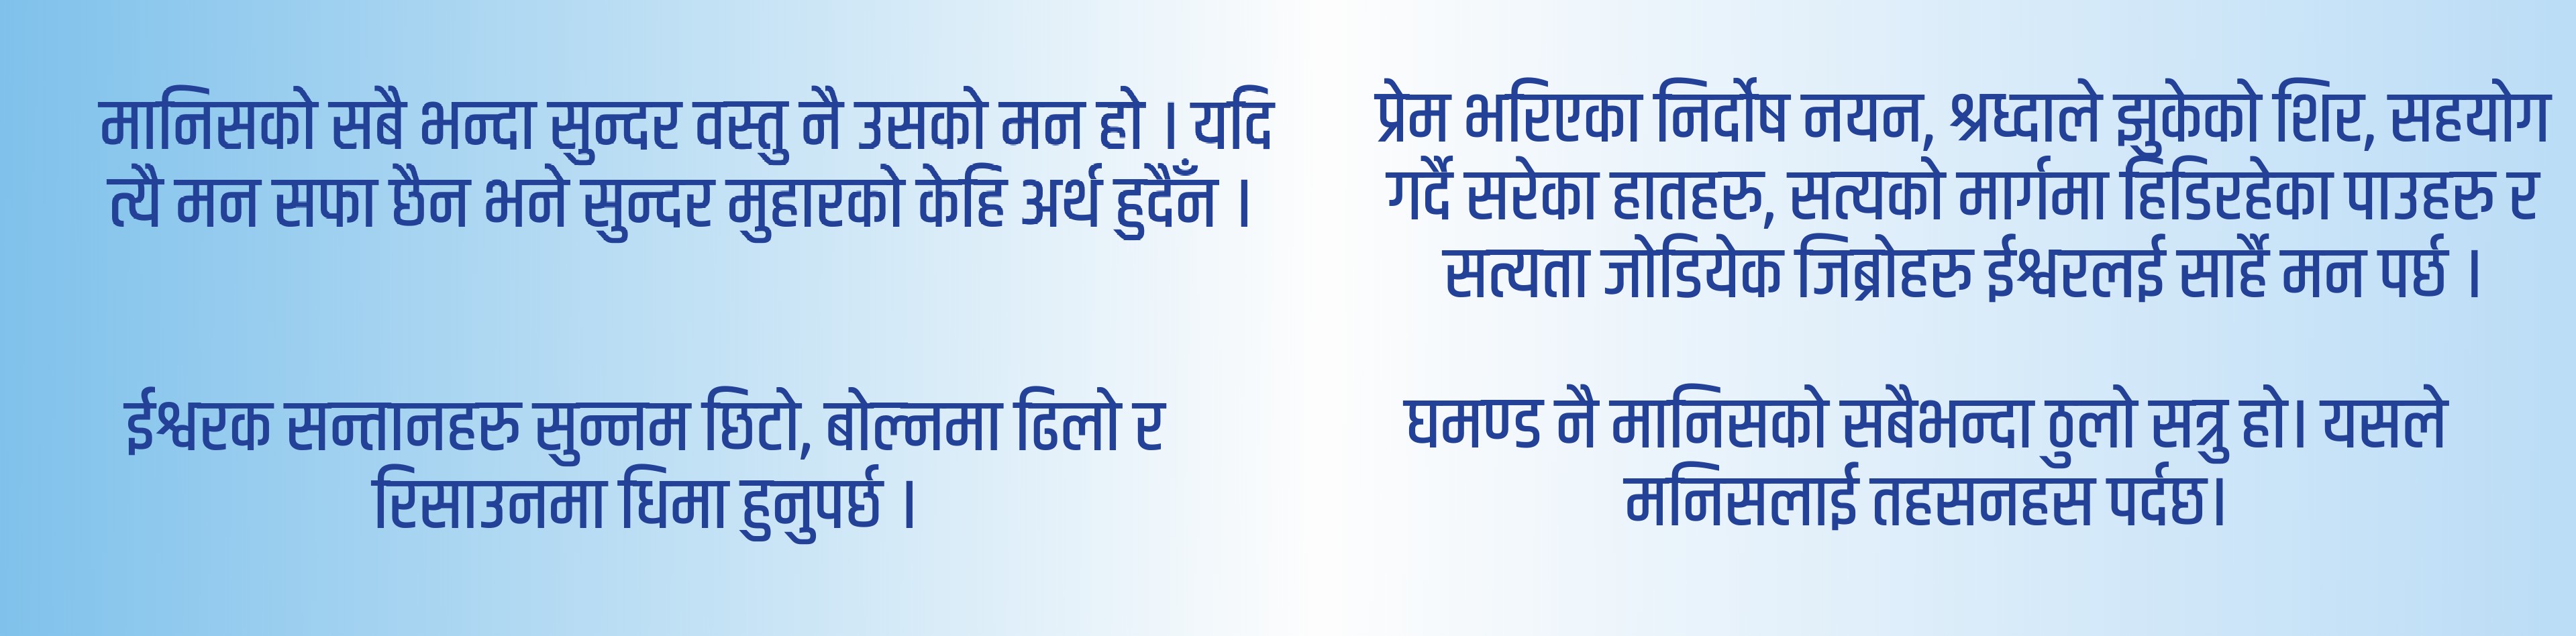 मानिसको सबै भन्दा सुन्दर वस्तु नै उसको मन हो । यदि
त्यै मन सफा छैन भने सुन्दर मुहारको केहि अर्थ हुदैँन ।
प्रेम भरिएका निर्दोष नयन, श्रध्दाले झुकेको शिर, सहयोग
गर्दै सरेका हातहरु, सत्यको मार्गमा हिडिरहेका पाउहरु र
सत्यता जोडियेक जिब्रोहरु ईश्वरलई साहै मन पर्छ ।
ईश्वरक सन्तानहरु सुन्नम छिटो, बोल्नमा ढिलो र
रिसाउनमा धिमा हुनुपर्छ ।
घमण्ड नै मानिसको सबैभन्दा ठुलो सत्रु हो। यसले
मनिसलाई तहसनहस पर्दछ।